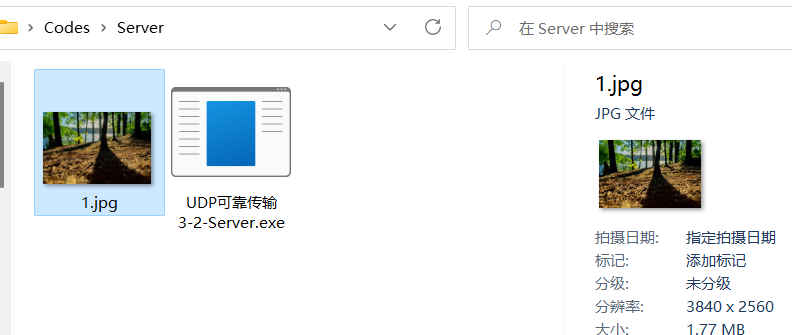 Codes > Server
在 Server 中搜索
1.jpg
UDP可靠传输
3-2-Server.exe
1.jpg
JPG 文件
拍摄日期: 指定拍摄日期
标记: 添加标记
分级: 未分级
分辨率: 3840 x 2560
大小: 1.77 MB